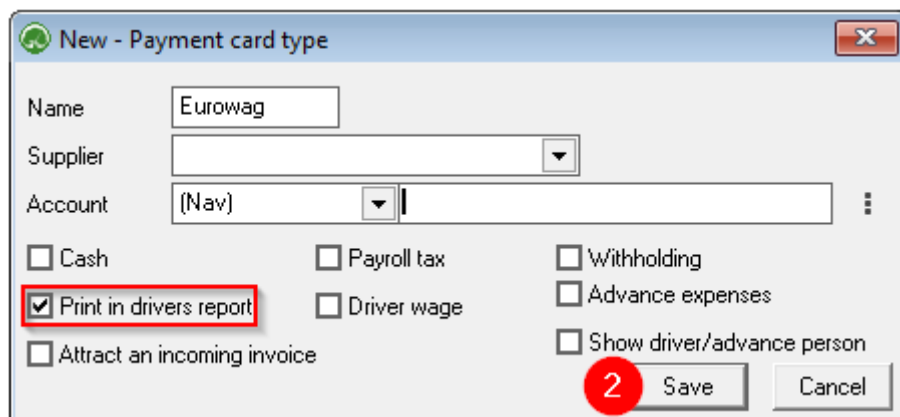 New - Payment card type
Name Eurowag
Supplier
Account (Nav)
Cash Payroll tax Withholding
Print in drivers report Driver wage Advance expenses
Attract an incoming invoice Show driver/advance person
2 Save Cancel